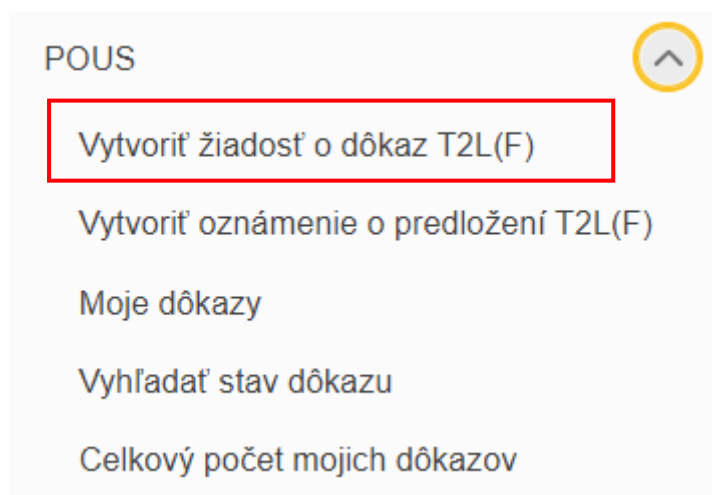 POUS
Vytvoriť žiadosť o dôkaz T2L(F)
Vytvoriť oznámenie o predložení T2L(F)
Moje dôkazy
Vyhľadať stav dôkazu
Celkový počet mojich dôkazov